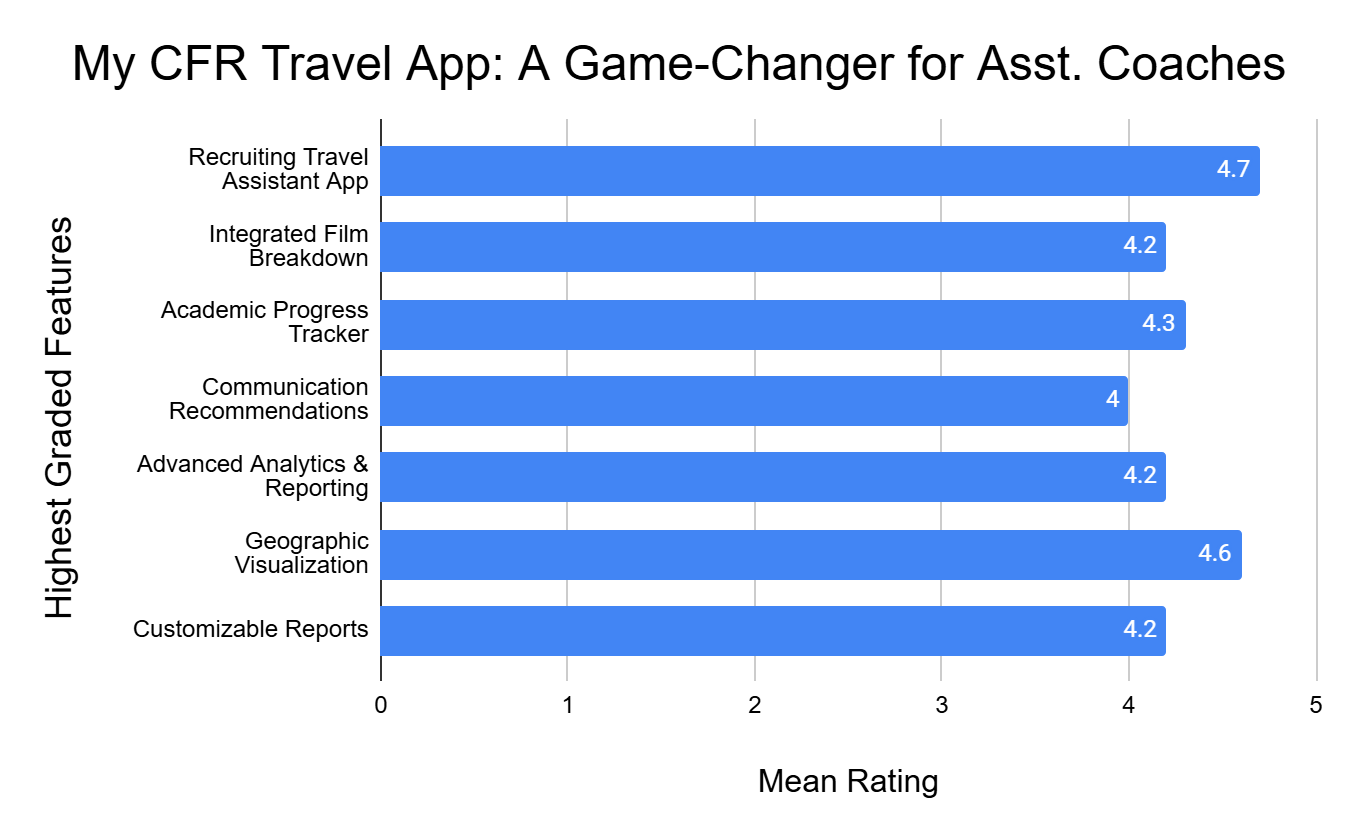 My CFR Travel App: A Game-Changer for Asst. Coaches
Highest Graded Features
Recruiting Travel
Assistant App
4.7
Integrated Film
Breakdown
4.2
Academic Progress
Tracker
4.3
Communication
Recommendations
4
Advanced Analytics &
Reporting
4.2
Geographic
Visualization
4.6
Customizable Reports
4.2
0 1 2 3 4 5
Mean Rating